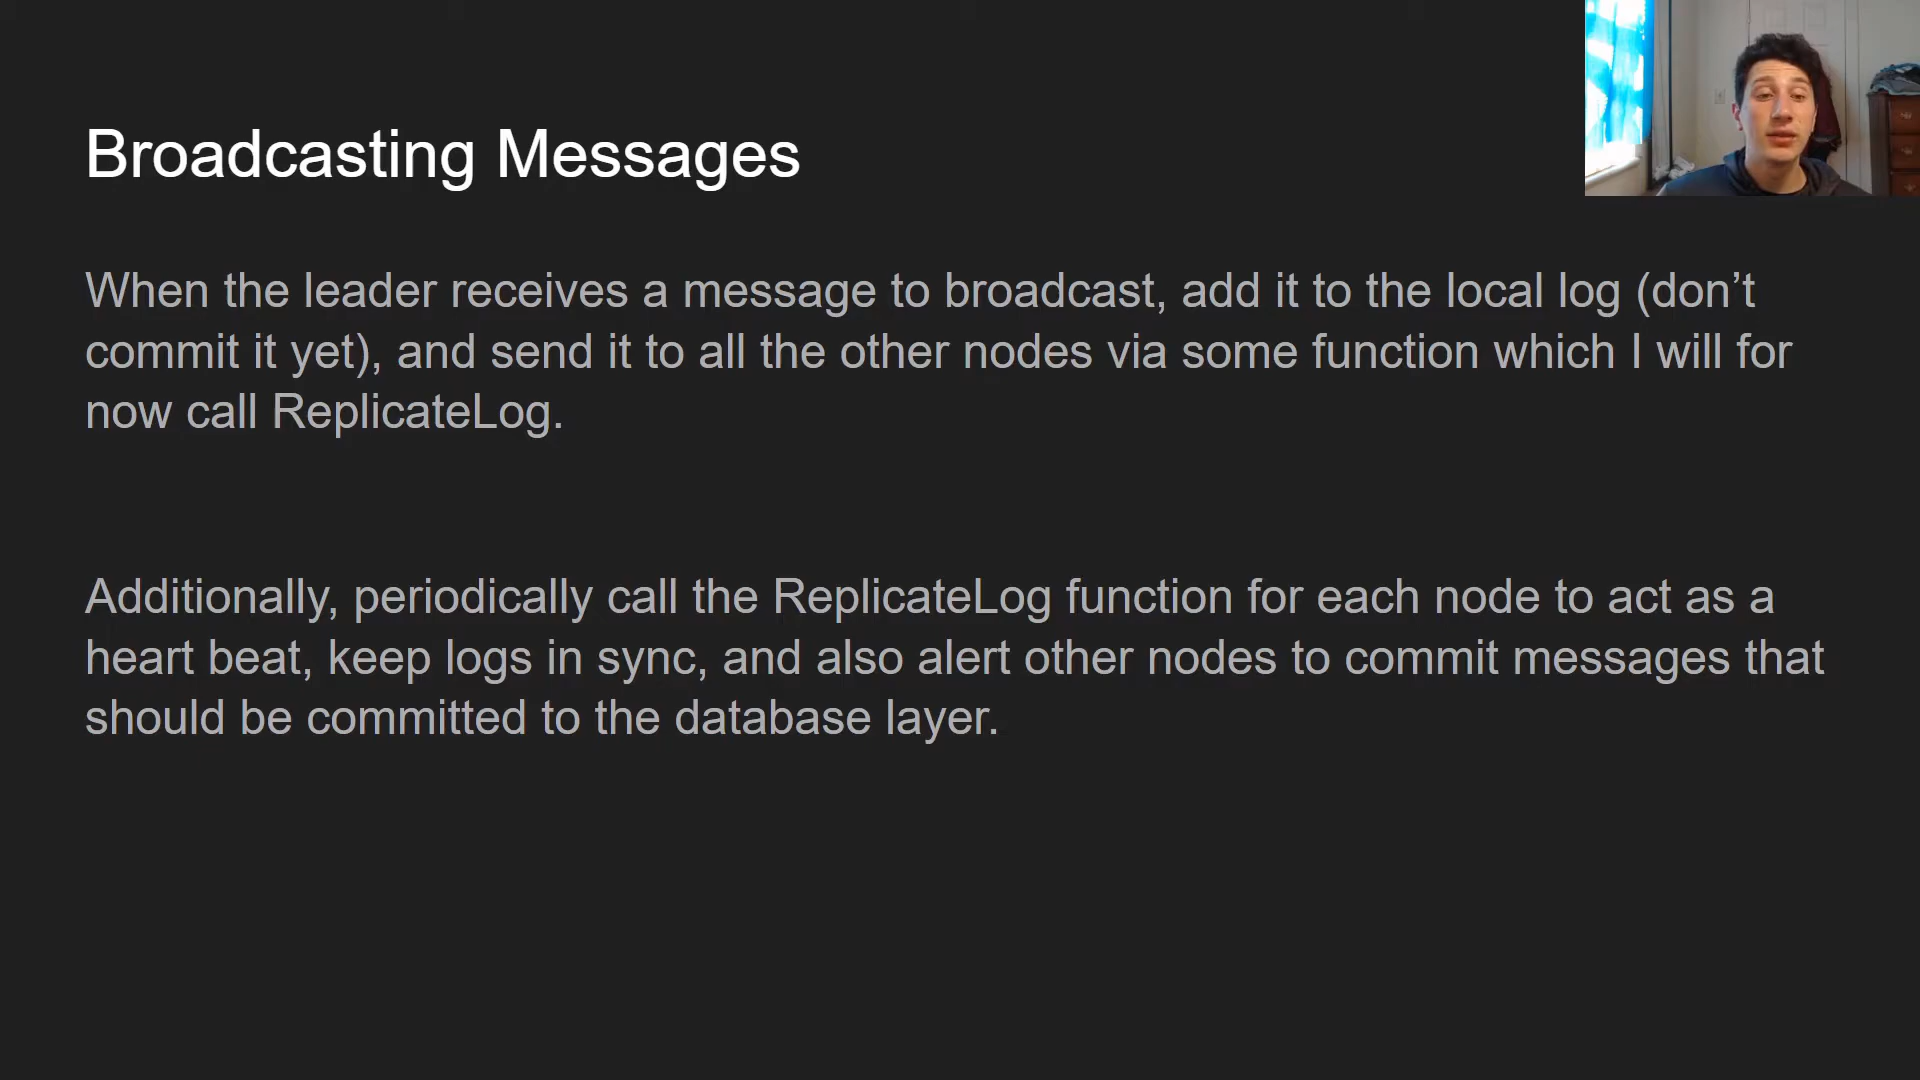 Broadcasting Messages
When the leader receives a message to broadcast, add it to the local log (don’t
commit it yet), and send it to all the other nodes via some function which I will for
now call ReplicateLog.
Additionally, periodically call the ReplicateLog function for each node to act as a
heart beat, keep logs in sync, and also alert other nodes to commit messages that
should be committed to the database layer.